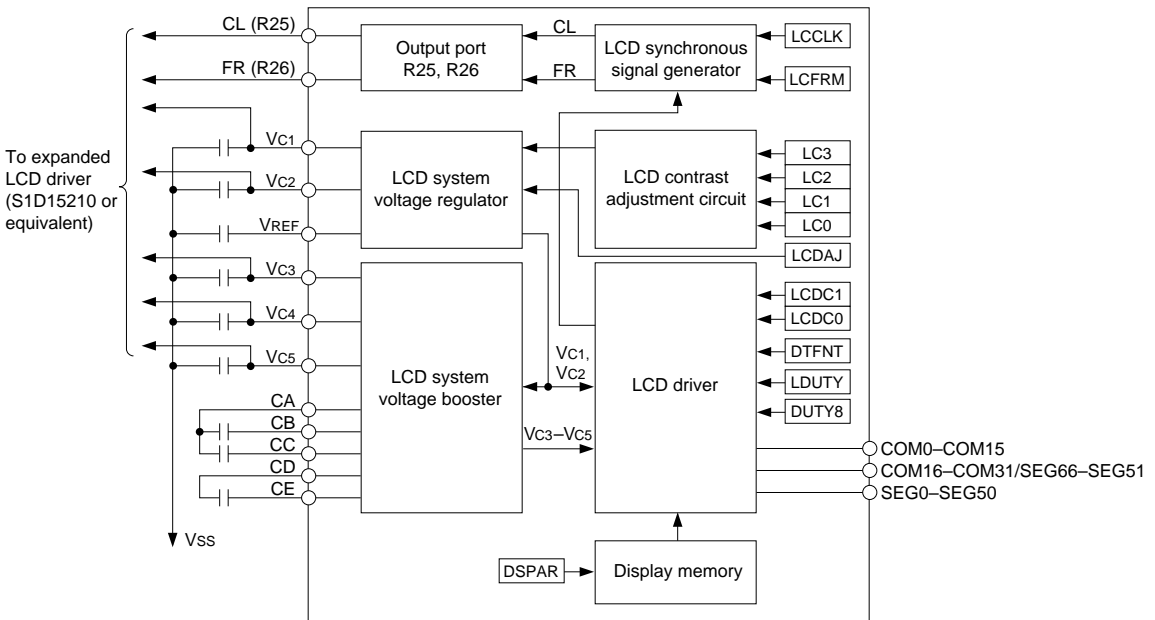 CL (R25)
FR (R26)
Output port
R25, R26
CL
FR
LCD synchronous
signal generator
LCCLK
LCFRM
To expanded
LCD driver
(S1D15210 or
equivalent)
VC1
VC2
VREF
VC3
VC4
VC5
CA
CB
CC
CD
CE
VSS
LCD system
voltage regulator
LCD contrast
adjustment circuit
LC3
LC2
LC1
LC0
LCDAJ
LCD system
voltage booster
VC1,
VC2
VC3–VC5
LCD driver
LCDC1
LCDC0
DTFNT
LDUTY
DUTY8
COM0–COM15
COM16–COM31/SEG66–SEG51
SEG0–SEG50
DSPAR
Display memory